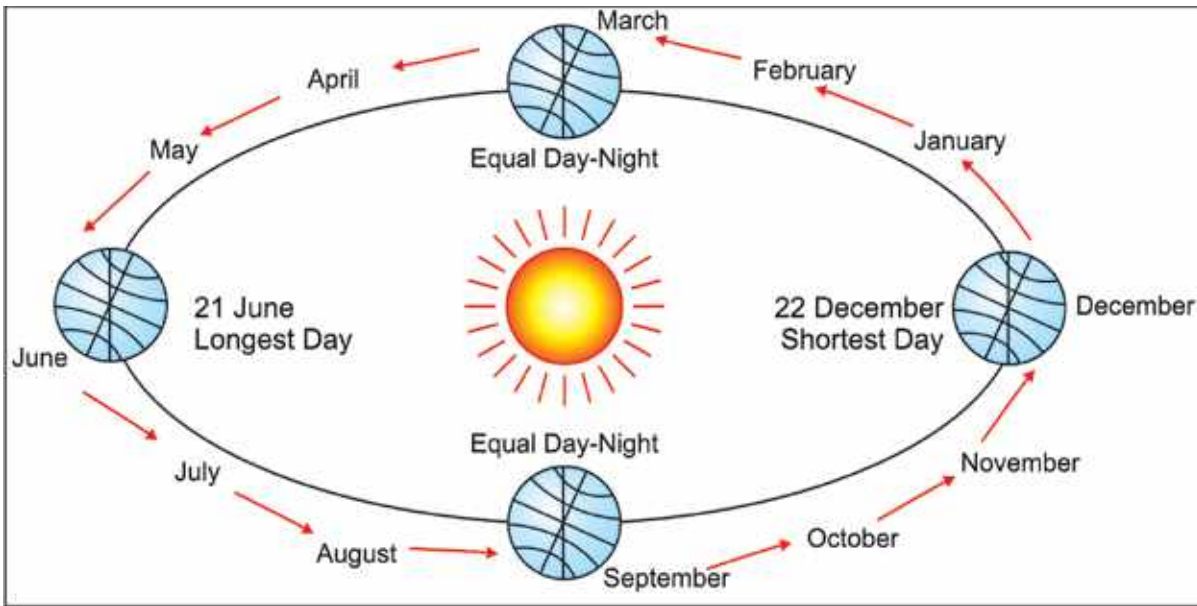 March
February
April
January
May
Equal Day-Night
21 June
Longest Day
22 December
Shortest Day
December
June
Equal Day-Night
July
November
August
October
September